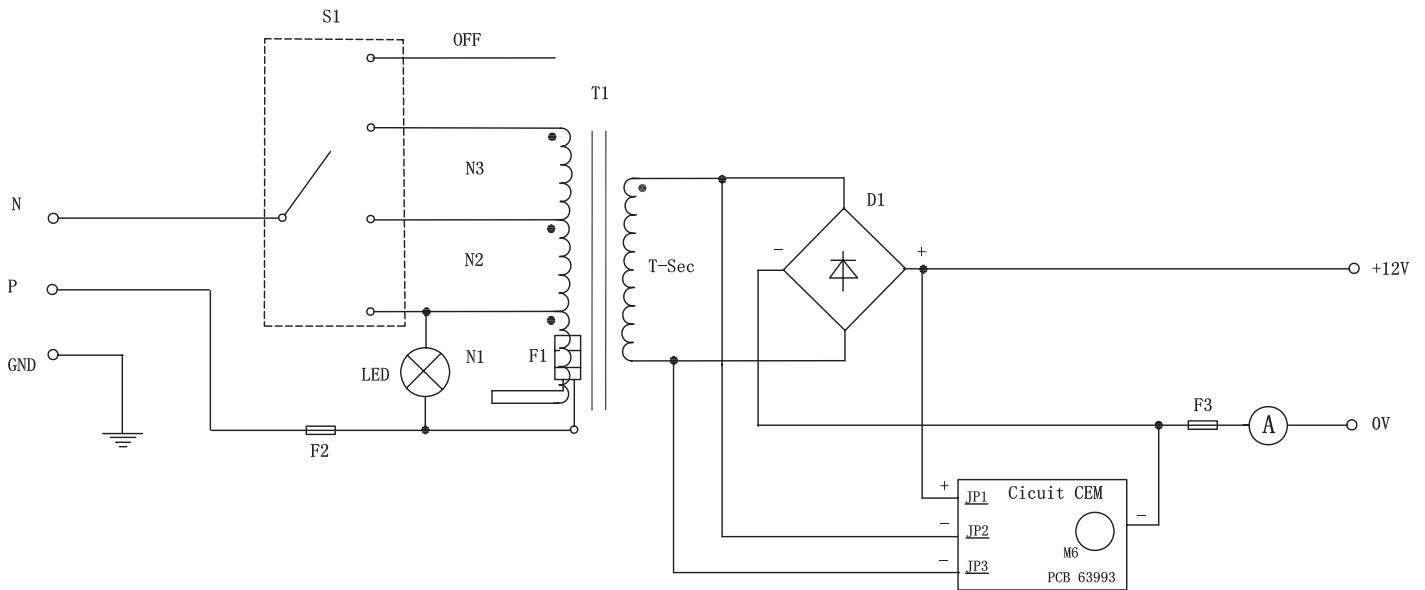 S1
OFF
T1
N3
N
D1
N2
T-Sec
-
+
+12V
P
N1
F1
GND
LED
F2
F3
A
0V
+
JP1
Cicuit CEM
-
JP2
-
M6
-
JP3
PCB 63993